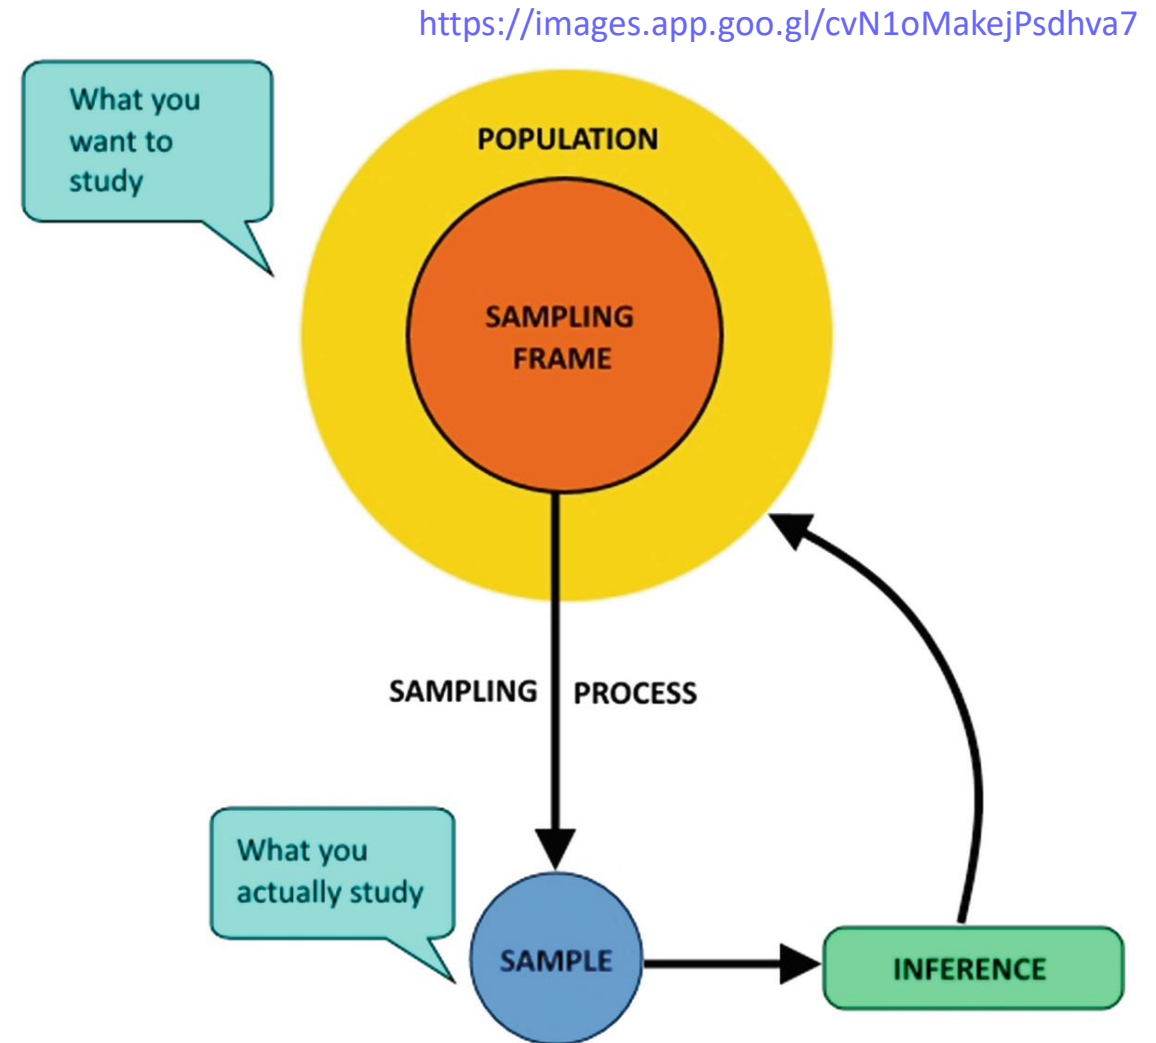 https://images.app.goo.gl/cvN1oMakejPsdhva7
What you
want to
study
POPULATION
SAMPLING
FRAME
SAMPLING PROCESS
What you
actually study
SAMPLE
INFERENCE